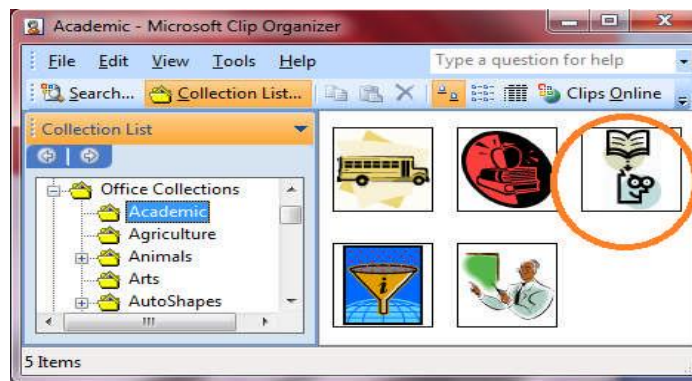 Academic - Microsoft Clip Organizer
File Edit View Tools Help Type a question for help
Search... Collection List... Clips Online
Collection List
Office Collections
Academic
Agriculture
Animals
Arts
AutoShapes
i
5 Items